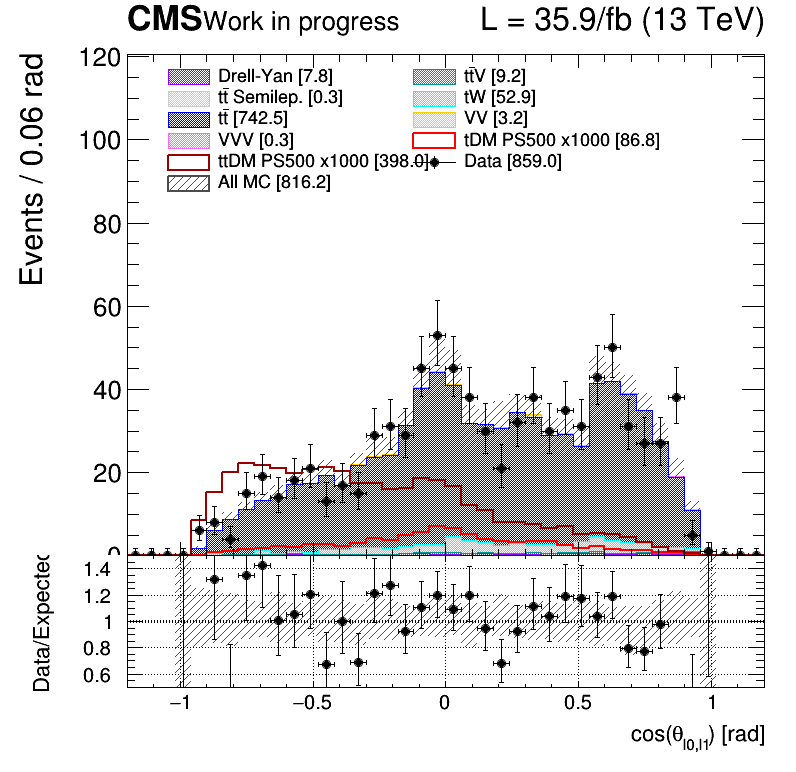 CMS Work in progress L = 35.9/fb (13 TeV)
Events / 0.06 rad
120
100
80
60
40
20
0
Drell-Yan [7.8]
tt̄V [9.2]
tt̄ Semilep. [0.3]
tW [52.9]
tt̄ [742.5]
VV [3.2]
VVV [0.3]
tDM PS500 x1000 [86.8]
ttDM PS500 x1000 [398.0]
Data [859.0]
All MC [816.2]
Data/Expected
1.4
1.2
1
0.8
0.6
−1 −0.5 0 0.5 1
cos(θl0,l1) [rad]